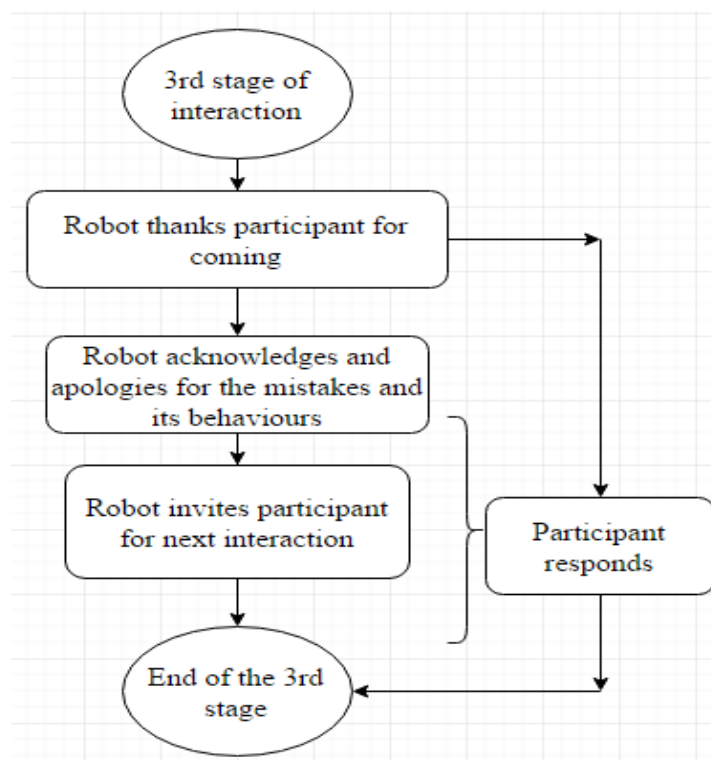 3rd stage of
interaction
Robot thanks participant for
coming
Robot acknowledges and
apologies for the mistakes and
its behaviours
Robot invites participant
for next interaction
Participant
responds
End of the 3rd
stage